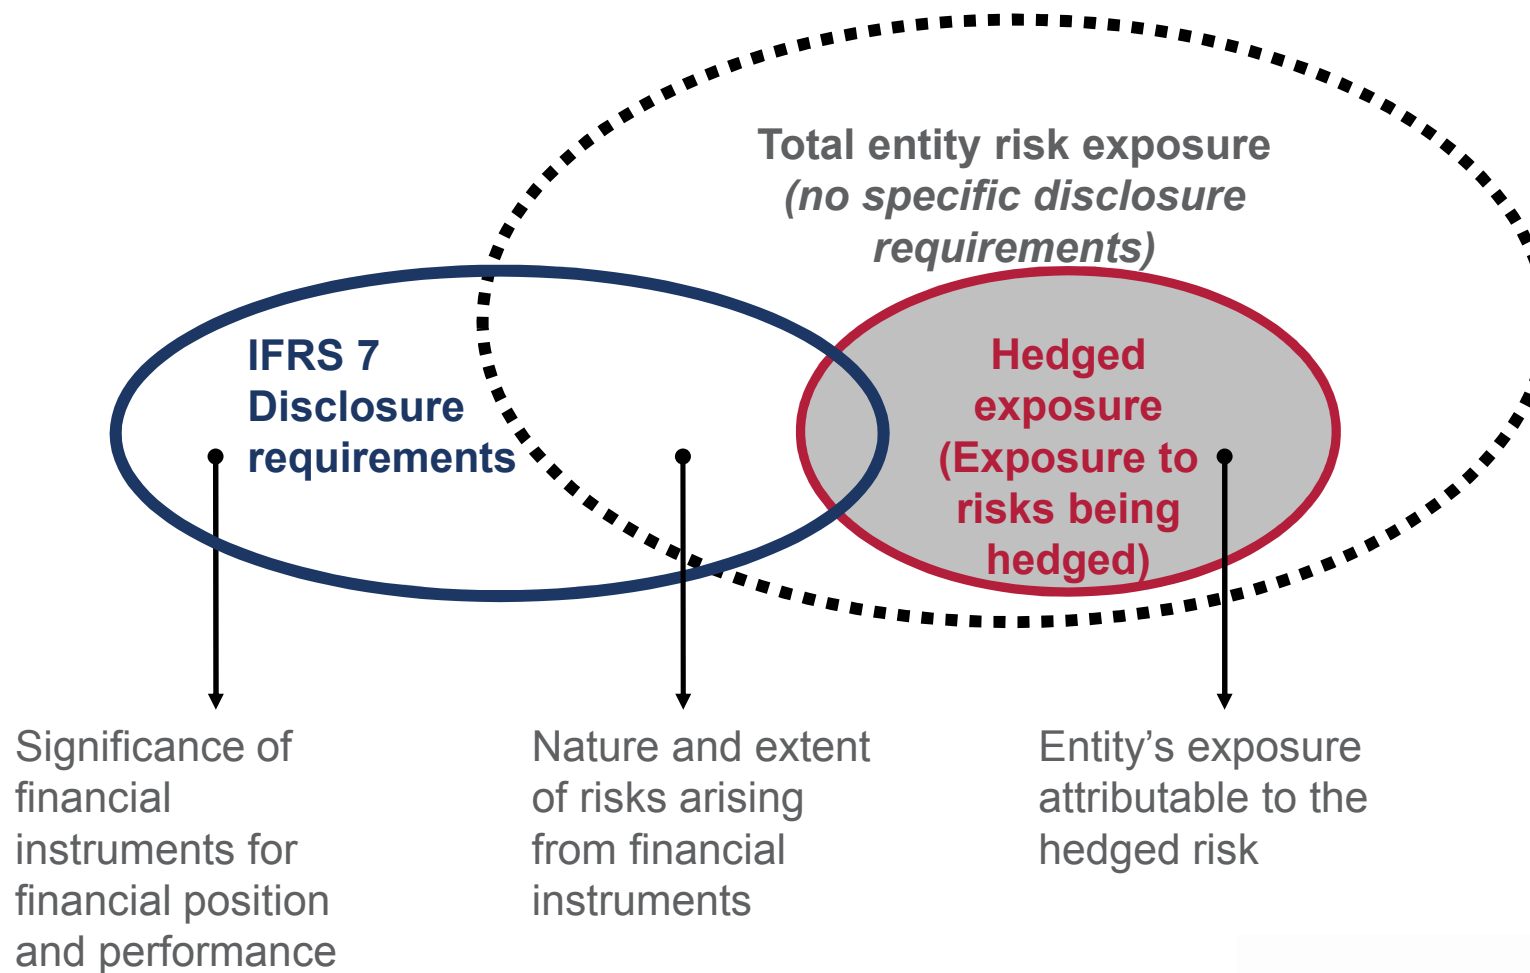 Total entity risk exposure
(no specific disclosure
requirements)
IFRS 7
Disclosure
requirements
Hedged
exposure
(Exposure to
risks being
hedged)
Significance of
financial
instruments for
financial position
and performance
Nature and extent
of risks arising
from financial
instruments
Entity’s exposure
attributable to the
hedged risk